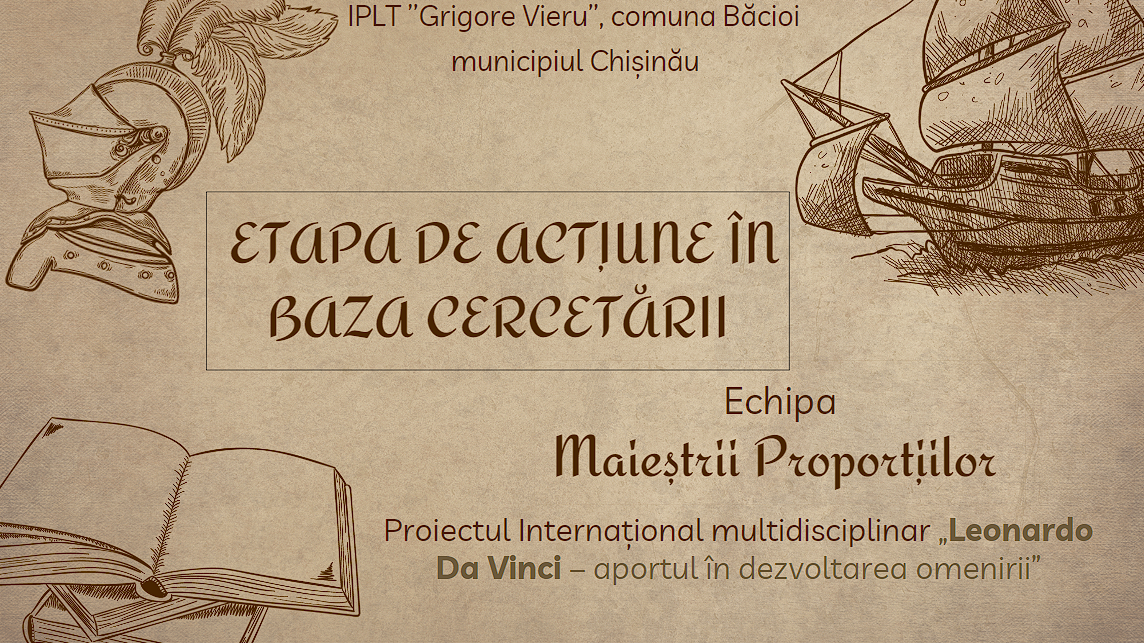 IPLT ”Grigore Vieru”, comuna Băcioi
municipiul Chișinău
ETAPA DE ACȚIUNE ÎN
BAZA CERCETĂRII
Echipa
Maieștrii Proporțiilor
Proiectul Internațional multidisciplinar „Leonardo
Da Vinci – aportul în dezvoltarea omenirii”